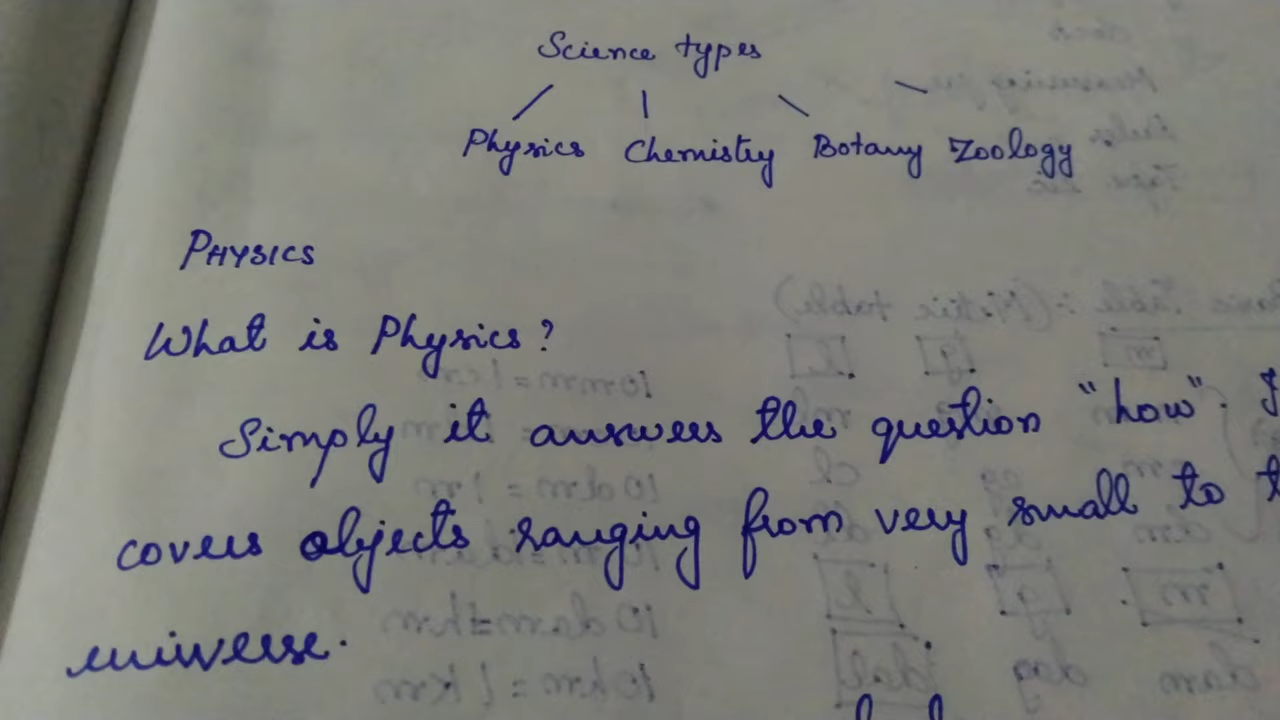 Science types
Physics Chemistry Botany Zoology
PHYSICS
What is Physics?
Simply it answers the question "how".
covers objects ranging from very small to
universe.